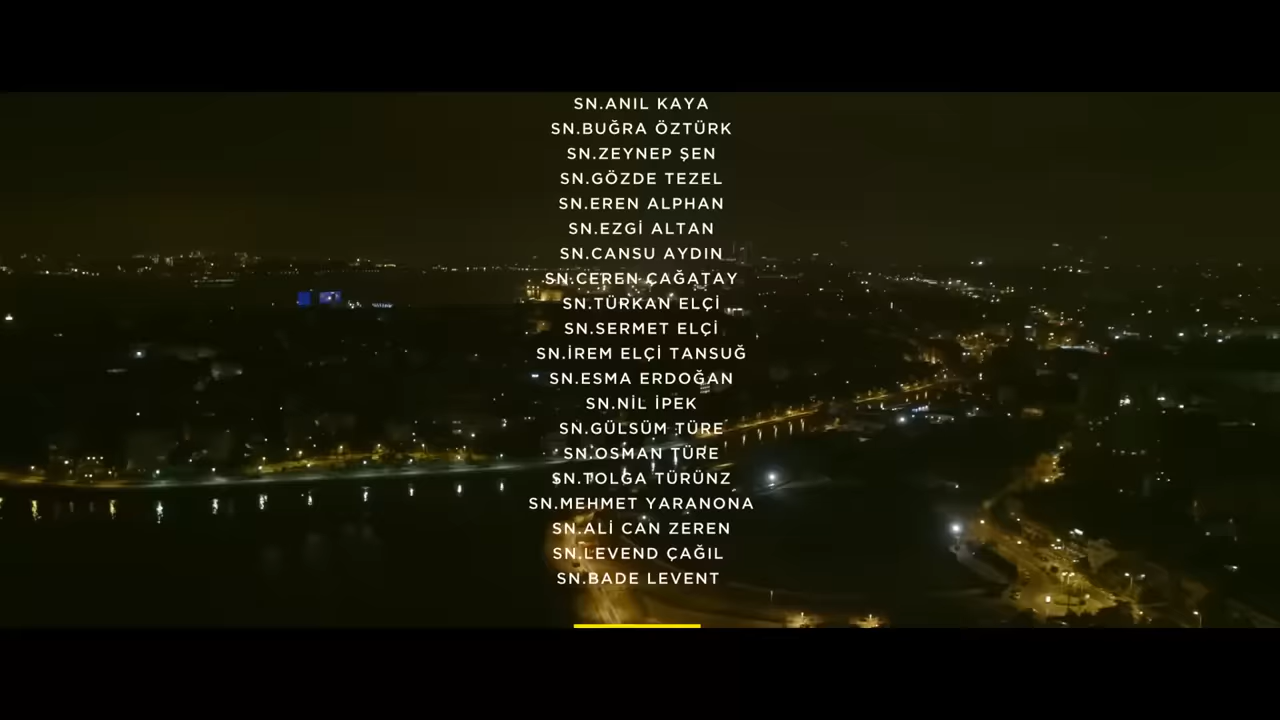 SN.ANIL KAYA
SN.BUĞRA ÖZTÜRK
SN.ZEYNEP ŞEN
SN.GÖZDE TEZEL
SN.EREN ALPHAN
SN.EZGİ ALTAN
SN.CANSU AYDIN
SN.CEREN ÇAĞATAY
SN.TÜRKAN ELÇİ
SN.SERMET ELÇİ
SN.İREM ELÇİ TANSUĞ
SN.ESMA ERDOĞAN
SN.NİL İPEK
SN.GÜLSÜM TÜRE
SN.OSMAN TÜRE
SN.TOLGA TÜRÜNZ
SN.MEHMET YARANONA
SN.ALİ CAN ZEREN
SN.LEVEND ÇAĞIL
SN.BADE LEVENT